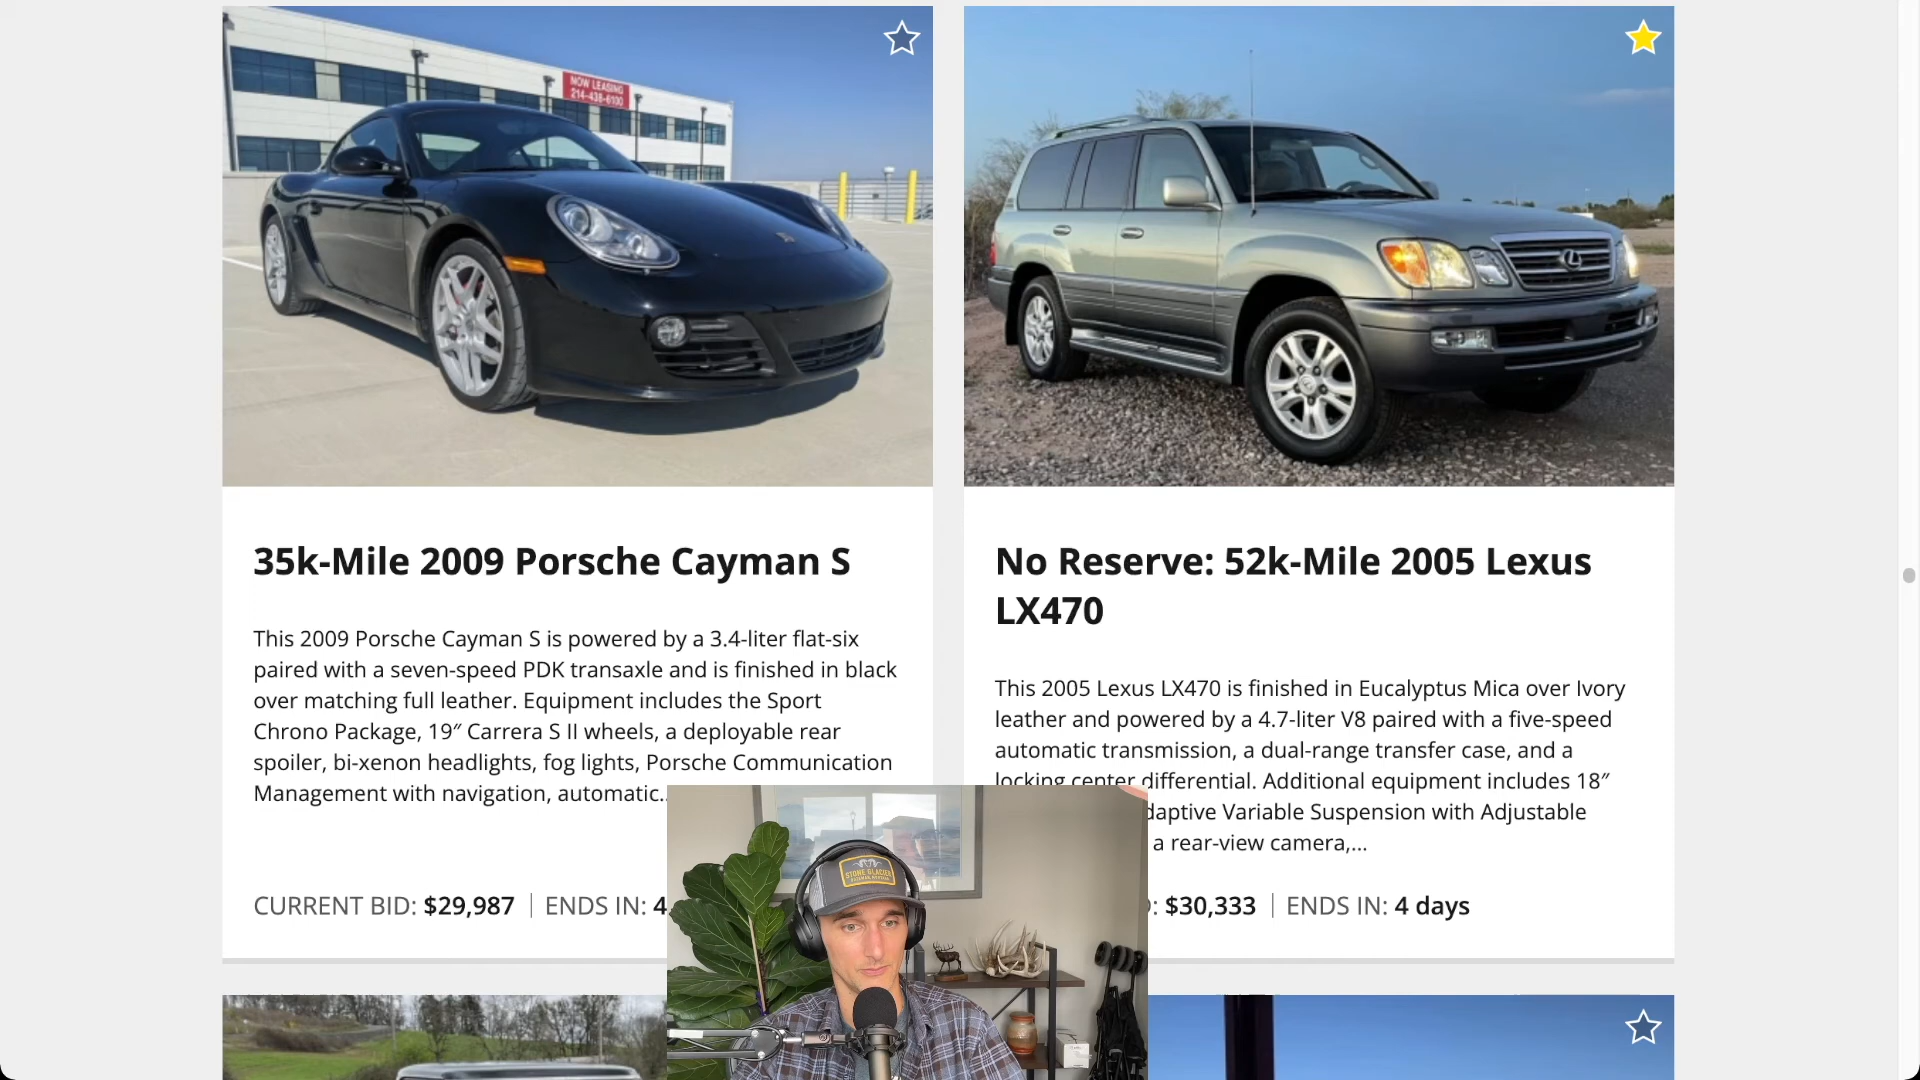 NOW LEASING
214-438-6100
35k-Mile 2009 Porsche Cayman S
This 2009 Porsche Cayman S is powered by a 3.4-liter flat-six
paired with a seven-speed PDK transaxle and is finished in black
over matching full leather. Equipment includes the Sport
Chrono Package, 19″ Carrera S II wheels, a deployable rear
spoiler, bi-xenon headlights, fog lights, Porsche Communication
Management with navigation, automatic..
CURRENT BID: $29,987 | ENDS IN: 4
No Reserve: 52k-Mile 2005 Lexus
LX470
This 2005 Lexus LX470 is finished in Eucalyptus Mica over Ivory
leather and powered by a 4.7-liter V8 paired with a five-speed
automatic transmission, a dual-range transfer case, and a
locking center differential. Additional equipment includes 18″
daptive Variable Suspension with Adjustable
a rear-view camera,...
: $30,333 | ENDS IN: 4 days
STONE GLACIER